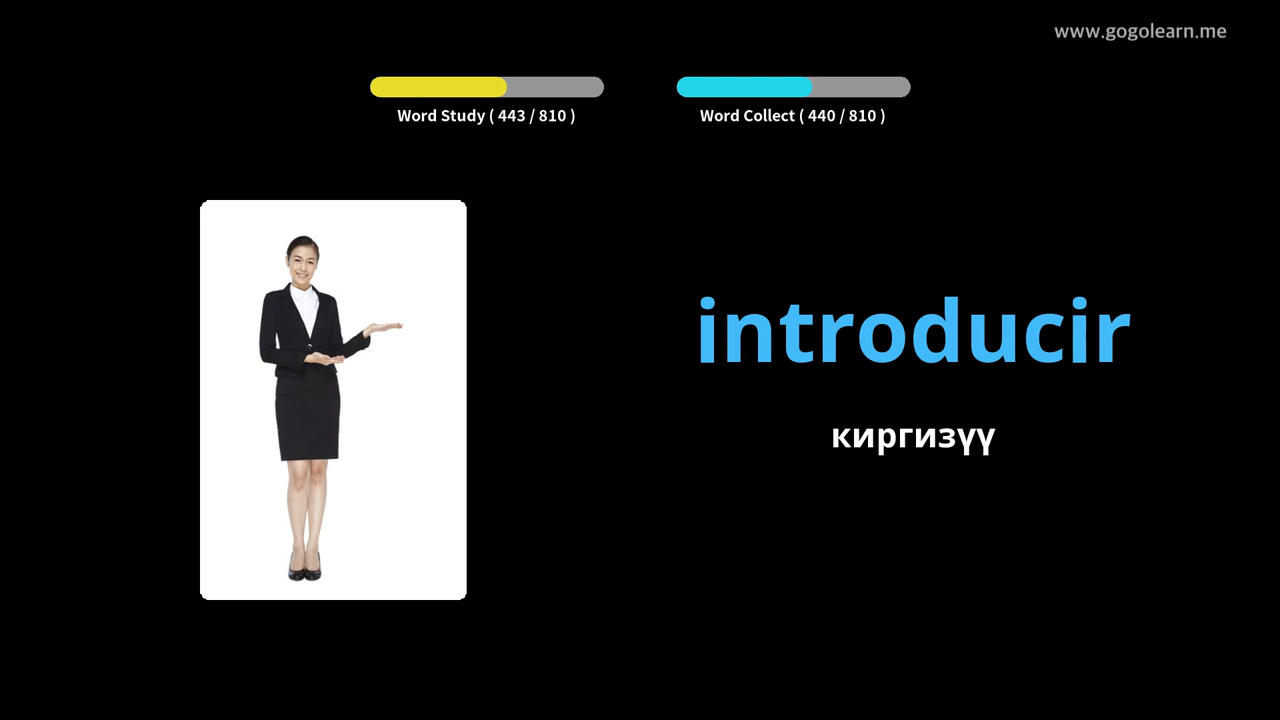 www.gogolearn.me
Word Study ( 443 / 810 )
Word Collect ( 440 / 810 )
introducir
киргизүү